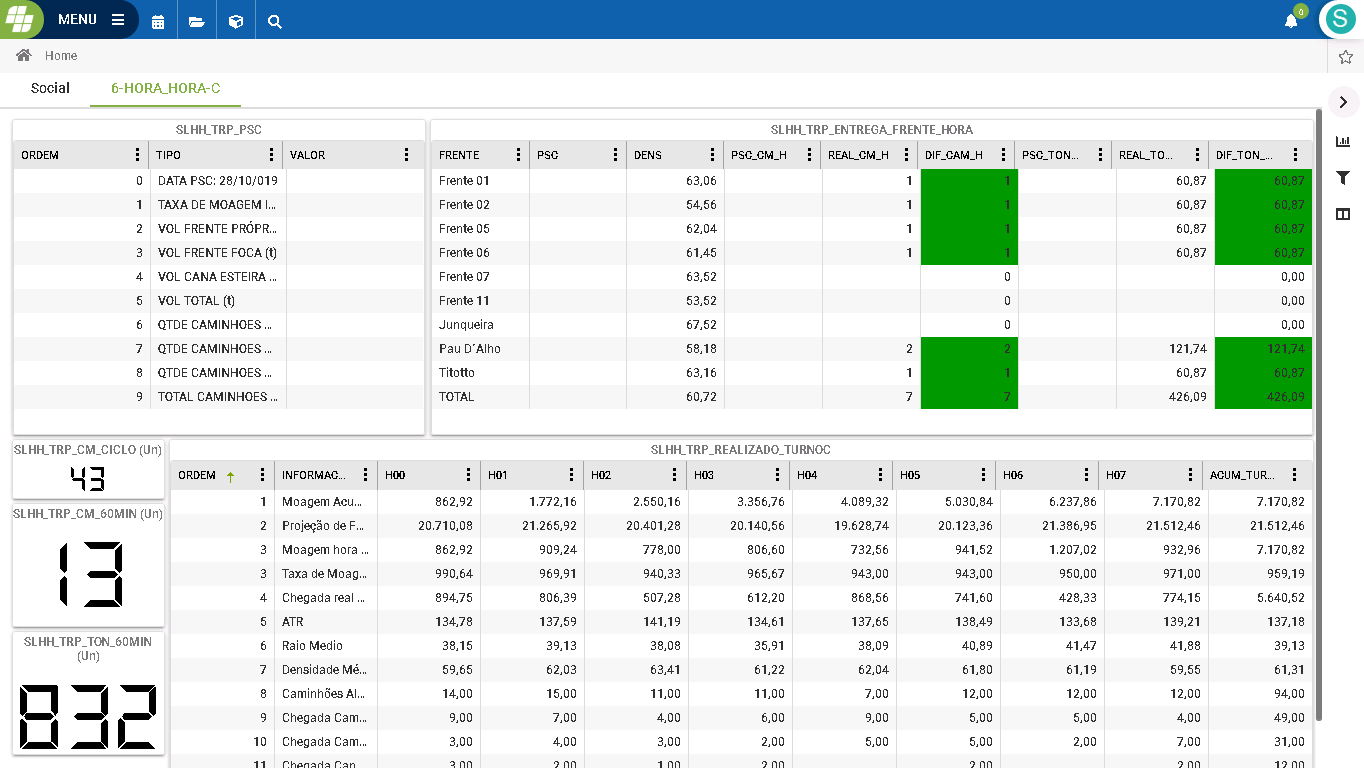 MENU
0
S
Home
Social 6-HORA_HORA-C
SLHH_TRP_PSC
ORDEM TIPO VALOR
0 DATA PSC: 28/10/019
1 TAXA DE MOAGEM I...
2 VOL FRENTE PRÓPR...
3 VOL FRENTE FOCA (t)
4 VOL CANA ESTEIRA ...
5 VOL TOTAL (t)
6 QTDE CAMINHOES ...
7 QTDE CAMINHOES ...
8 QTDE CAMINHOES ...
9 TOTAL CAMINHOES ...
SLHH_TRP_ENTREGA_FRENTE_HORA
FRENTE PSC DENS PSC_CM_H REAL_CM_H DIF_CAM_H PSC_TON... REAL_TO... DIF_TON_...
Frente 01 63,06 1 1 60,87 60,87
Frente 02 54,56 1 1 60,87 60,87
Frente 05 62,04 1 1 60,87 60,87
Frente 06 61,45 1 1 60,87 60,87
Frente 07 63,52 0 0,00
Frente 11 53,52 0 0,00
Junqueira 67,52 0 0,00
Pau D´Alho 58,18 2 2 121,74 121,74
Titotto 63,16 1 1 60,87 60,87
TOTAL 60,72 7 7 426,09 426,09
SLHH_TRP_CM_CICLO (Un)
43
SLHH_TRP_CM_60MIN (Un)
13
SLHH_TRP_TON_60MIN
(Un)
832
SLHH_TRP_REALIZADO_TURNOC
ORDEM INFORMAC... H00 H01 H02 H03 H04 H05 H06 H07 ACUM_TUR...
1 Moagem Acu... 862,92 1.772,16 2.550,16 3.356,76 4.089,32 5.030,84 6.237,86 7.170,82 7.170,82
2 Projeção de F... 20.710,08 21.265,92 20.401,28 20.140,56 19.628,74 20.123,36 21.386,95 21.512,46 21.512,46
3 Moagem hora ... 862,92 909,24 778,00 806,60 732,56 941,52 1.207,02 932,96 7.170,82
3 Taxa de Moag... 990,64 969,91 940,33 965,67 943,00 943,00 950,00 971,00 959,19
4 Chegada real ... 894,75 806,39 507,28 612,20 868,56 741,60 428,33 774,15 5.640,52
5 ATR 134,78 137,59 141,19 134,61 137,65 138,49 133,68 139,21 137,18
6 Raio Medio 38,15 39,13 38,08 35,91 38,09 40,89 41,47 41,88 39,13
7 Densidade Mé... 59,65 62,03 63,41 61,22 62,04 61,80 61,19 59,55 61,31
8 Caminhões Al... 14,00 15,00 11,00 11,00 7,00 12,00 12,00 12,00 94,00
9 Chegada Cam... 9,00 7,00 4,00 6,00 9,00 5,00 5,00 4,00 49,00
10 Chegada Cam... 3,00 4,00 3,00 2,00 5,00 5,00 2,00 7,00 31,00
11 Chegada Can... 3,00 2,00 1,00 2,00 2,00 2,00 12,00